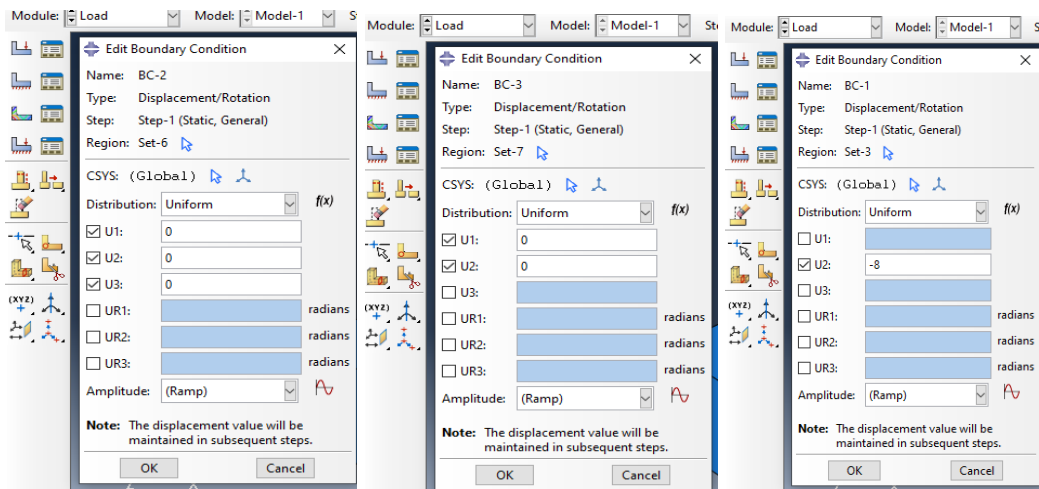 Module: Load Model: Model-1 S
Edit Boundary Condition
Name: BC-2
Type: Displacement/Rotation
Step: Step-1 (Static, General)
Region: Set-6
CSYS: (Global)
Distribution: Uniform f(x)
U1: 0
U2: 0
U3: 0
UR1: radians
UR2: radians
UR3: radians
Amplitude: (Ramp)
Note: The displacement value will be
maintained in subsequent steps.
OK Cancel
(XYZ)
Module: Load Model: Model-1 St
Edit Boundary Condition
Name: BC-3
Type: Displacement/Rotation
Step: Step-1 (Static, General)
Region: Set-7
CSYS: (Global)
Distribution: Uniform f(x)
U1: 0
U2: 0
U3:
UR1: radians
UR2: radians
UR3: radians
Amplitude: (Ramp)
Note: The displacement value will be
maintained in subsequent steps.
OK Cancel
(XYZ)
Module: Load Model: Model-1 S
Edit Boundary Condition
Name: BC-1
Type: Displacement/Rotation
Step: Step-1 (Static, General)
Region: Set-3
CSYS: (Global)
Distribution: Uniform f(x)
U1:
U2: -8
U3:
UR1: radians
UR2: radians
UR3: radians
Amplitude: (Ramp)
Note: The displacement value will be
maintained in subsequent steps.
OK Cancel
(XYZ)